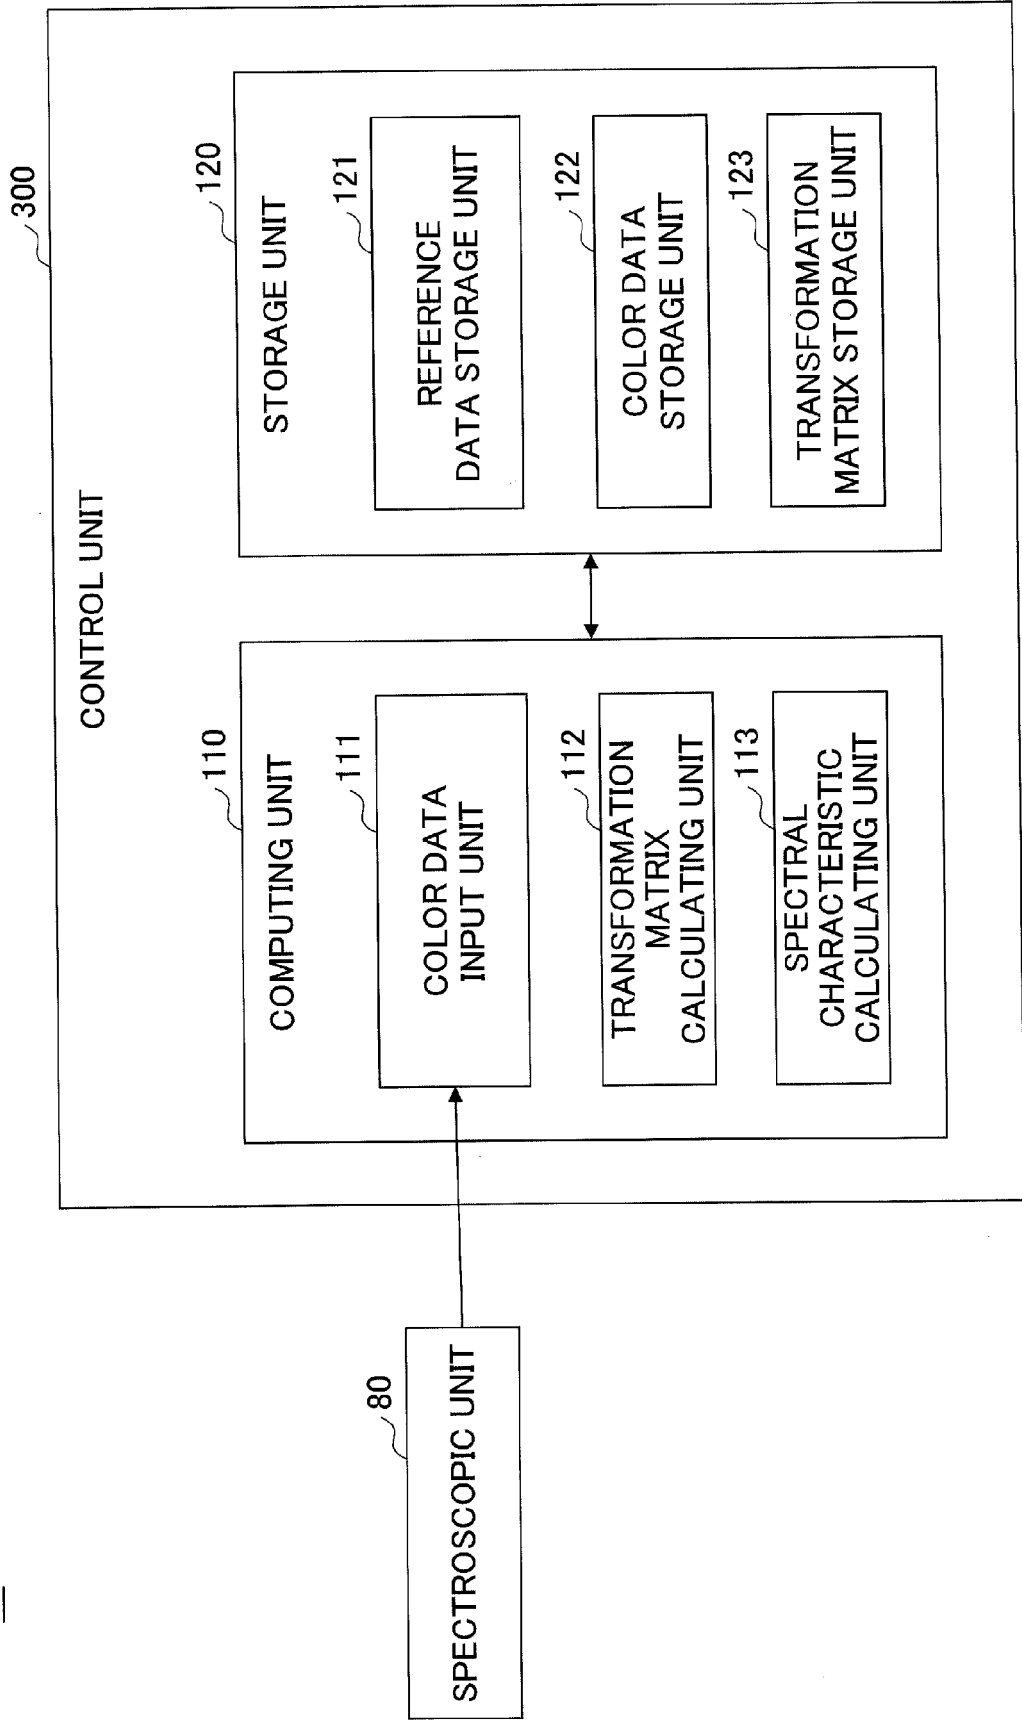 300
CONTROL UNIT
80
SPECTROSCOPIC UNIT
110
COMPUTING UNIT
111
COLOR DATA
INPUT UNIT
112
TRANSFORMATION
MATRIX
CALCULATING UNIT
113
SPECTRAL
CHARACTERISTIC
CALCULATING UNIT
120
STORAGE UNIT
121
REFERENCE
DATA STORAGE UNIT
122
COLOR DATA
STORAGE UNIT
123
TRANSFORMATION
MATRIX STORAGE UNIT